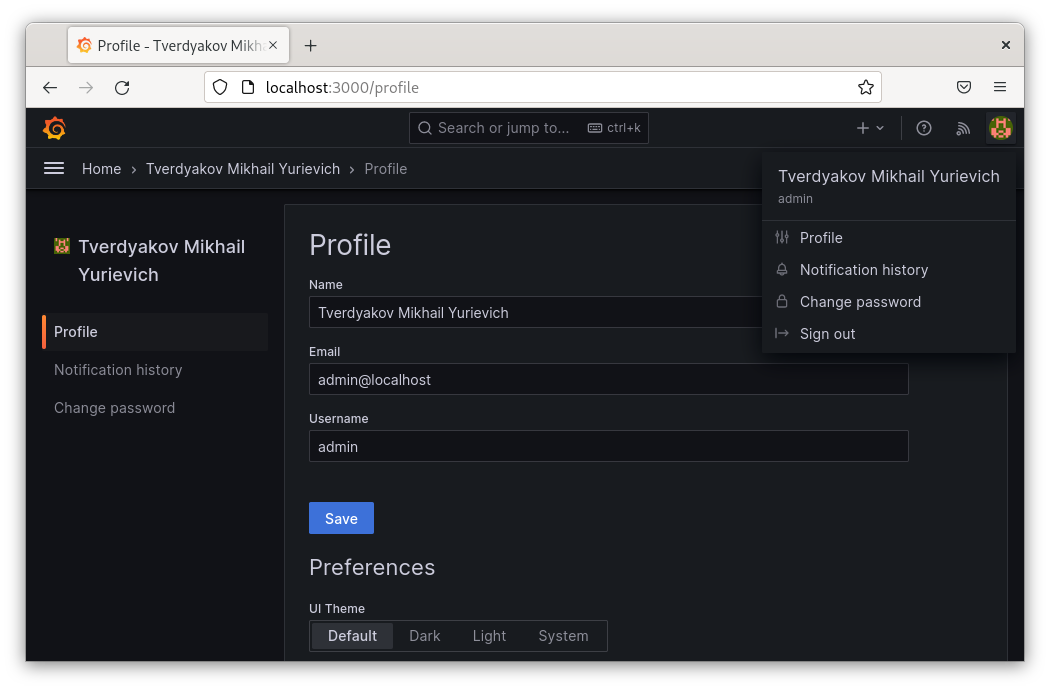 Profile - Tverdyakov Mikha
localhost:3000/profile
Search or jump to... ctrl+k
Home › Tverdyakov Mikhail Yurievich › Profile
Tverdyakov Mikhail Yurievich
admin
Profile
Notification history
Change password
Sign out
Tverdyakov Mikhail
Yurievich
Profile
Notification history
Change password
Profile
Name
Tverdyakov Mikhail Yurievich
Email
admin@localhost
Username
admin
Save
Preferences
UI Theme
Default Dark Light System